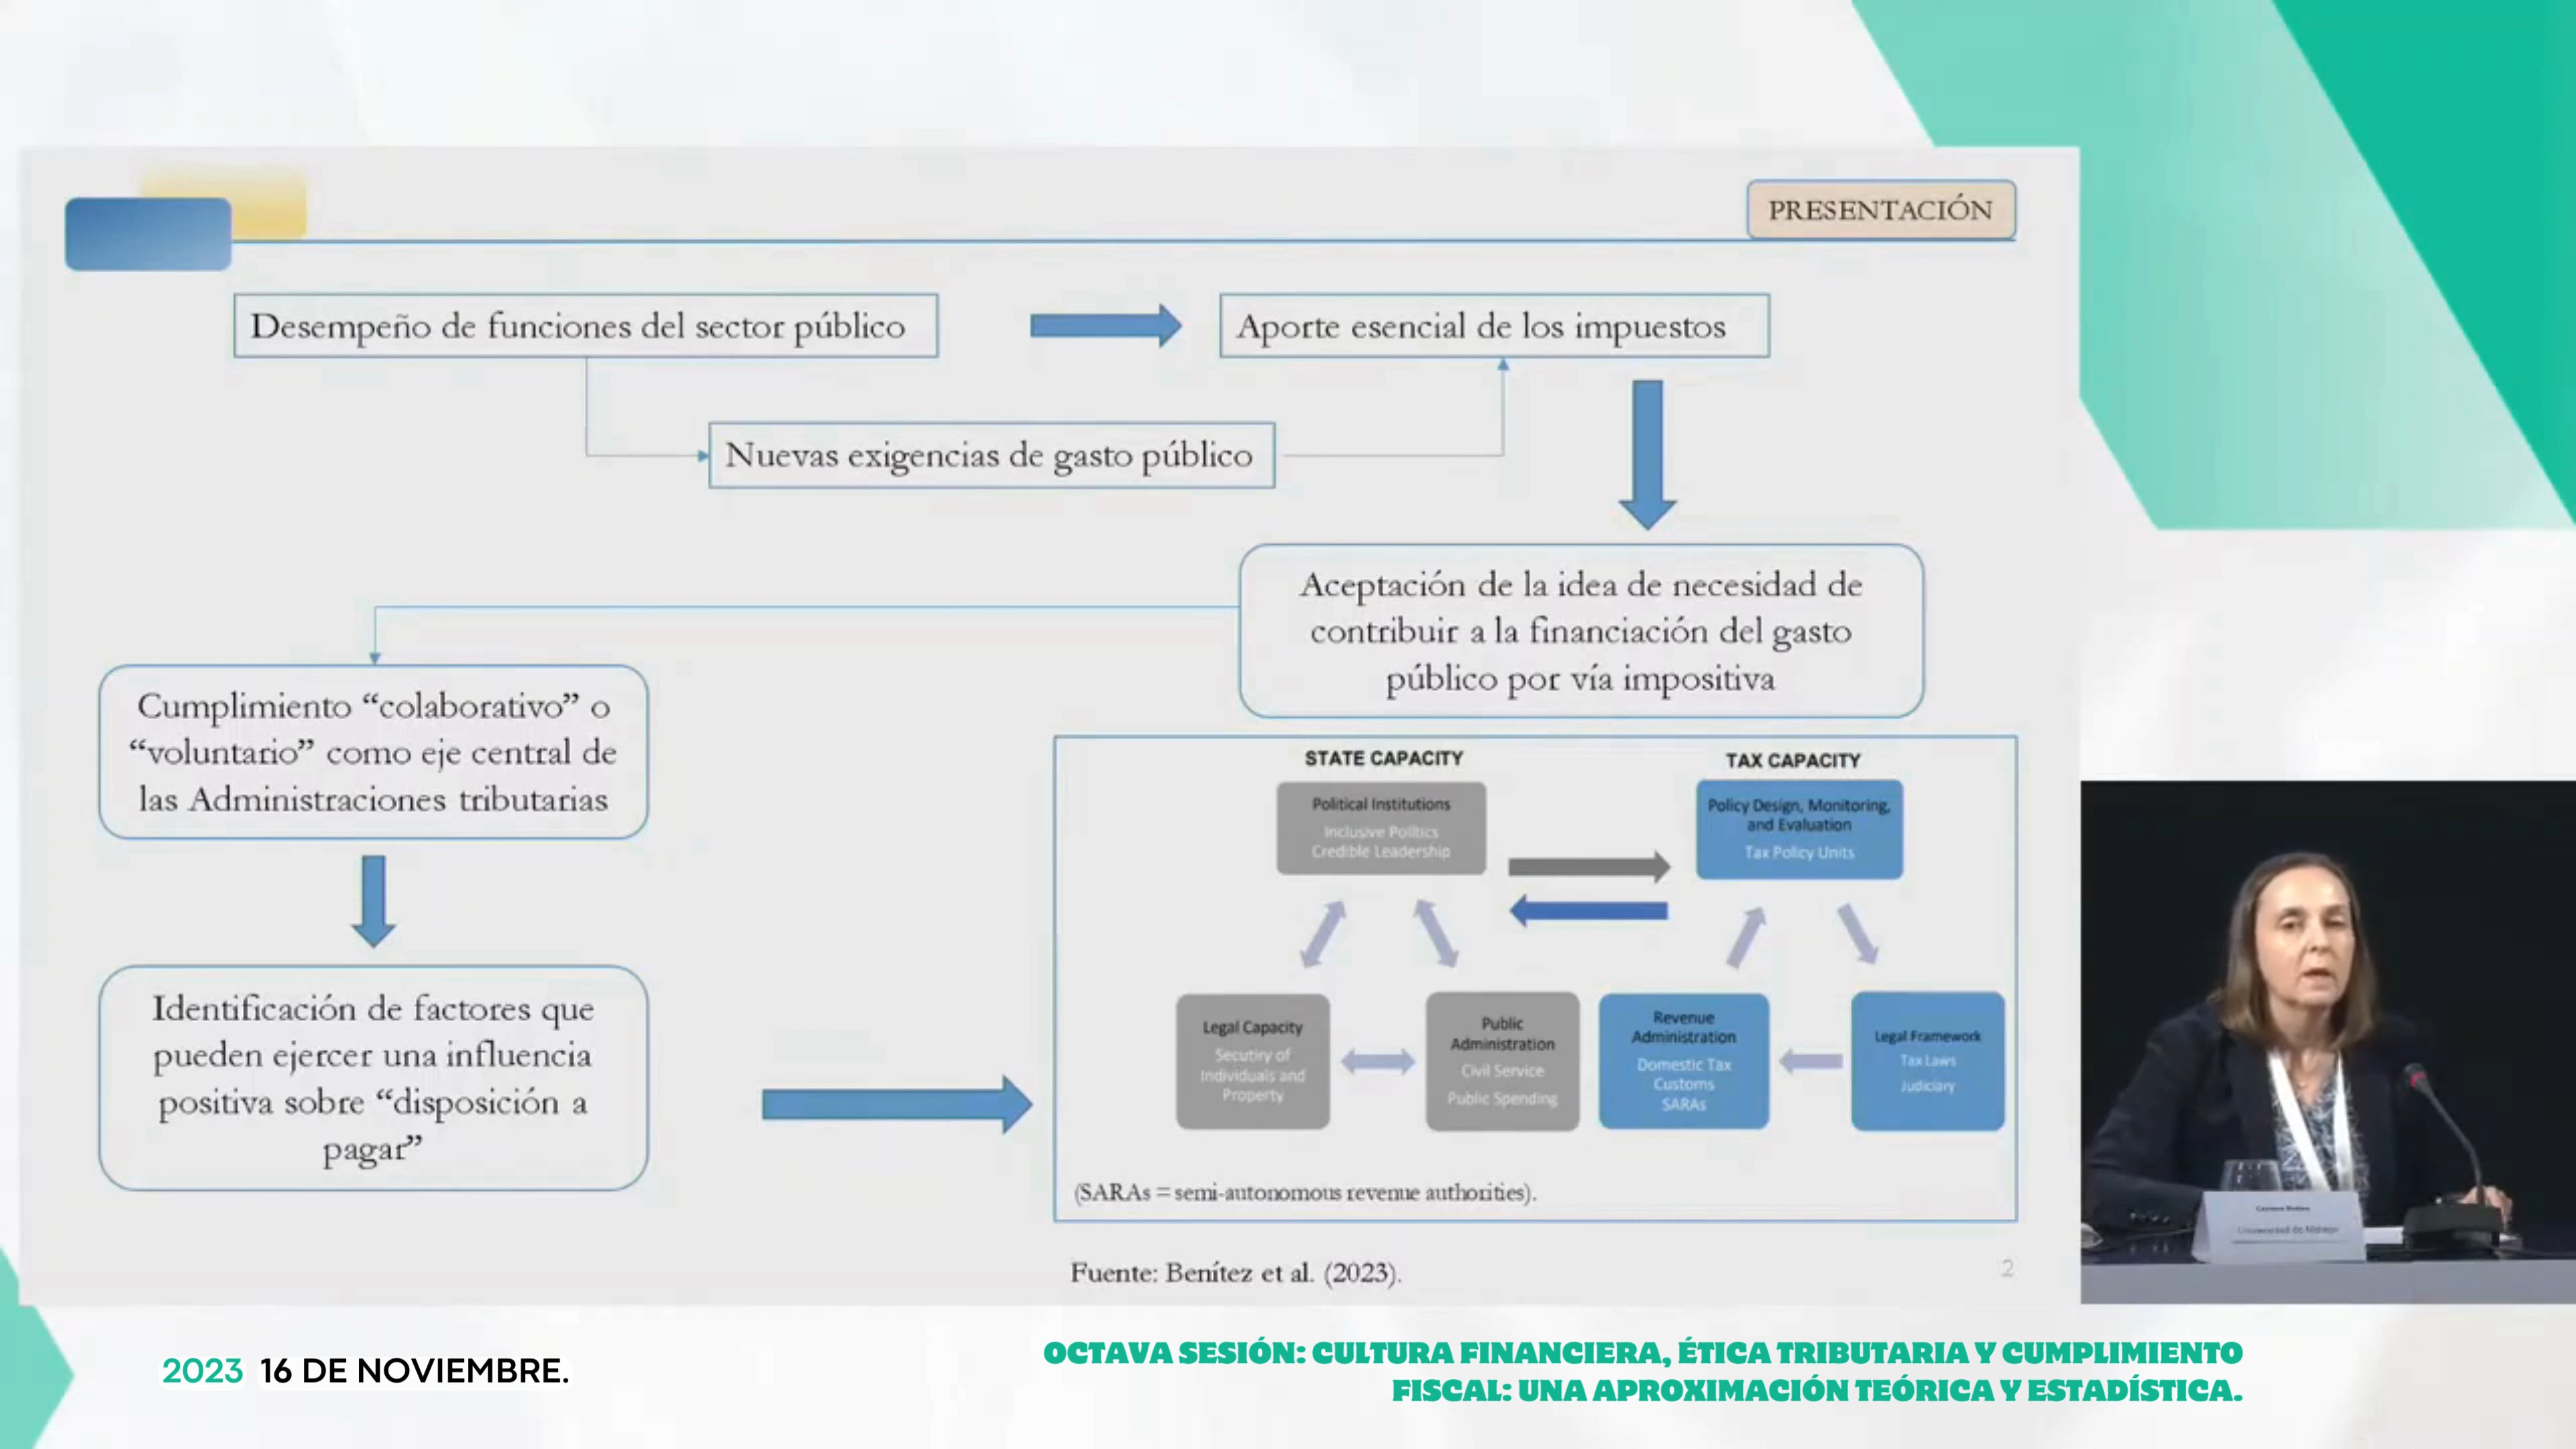 PRESENTACIÓN
Desempeño de funciones del sector público
Aporte esencial de los impuestos
Nuevas exigencias de gasto público
Aceptación de la idea de necesidad de
contribuir a la financiación del gasto
público por vía impositiva
Cumplimiento “colaborativo” o
“voluntario” como eje central de
las Administraciones tributarias
Identificación de factores que
pueden ejercer una influencia
positiva sobre “disposición a
pagar”
STATE CAPACITY
Political Institutions
Inclusive Politics
Credible Leadership
Legal Capacity
Secutiry of
Individuals and
Property
Public
Administration
Civil Service
Public Spending
TAX CAPACITY
Policy Design, Monitoring,
and Evaluation
Tax Policy Units
Revenue
Administration
Domestic Tax
Customs
SARAs
Legal Framework
Tax Laws
Judiciary
(SARAs = semi-autonomous revenue authorities).
Fuente: Benítez et al. (2023).
2
Universidad de Málaga
2023 16 DE NOVIEMBRE.
OCTAVA SESIÓN: CULTURA FINANCIERA, ÉTICA TRIBUTARIA Y CUMPLIMIENTO
FISCAL: UNA APROXIMACIÓN TEÓRICA Y ESTADÍSTICA.